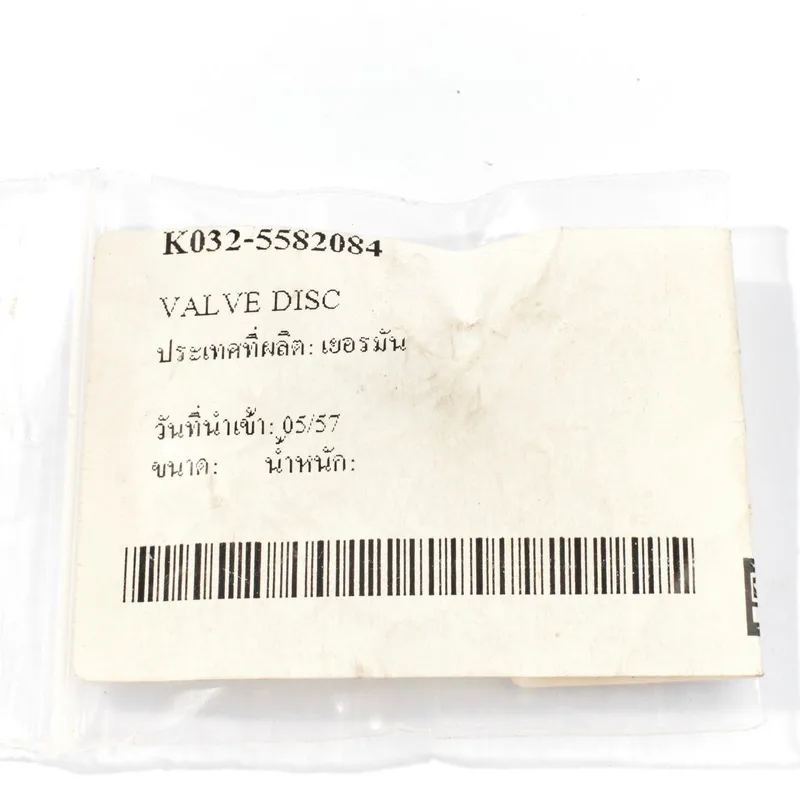 K032-5582084
VALVE DISC
ประเทศที่ผลิต: เยอรมัน
วันที่นำเข้า: 05/57
ขนาด: น้ำหนัก: